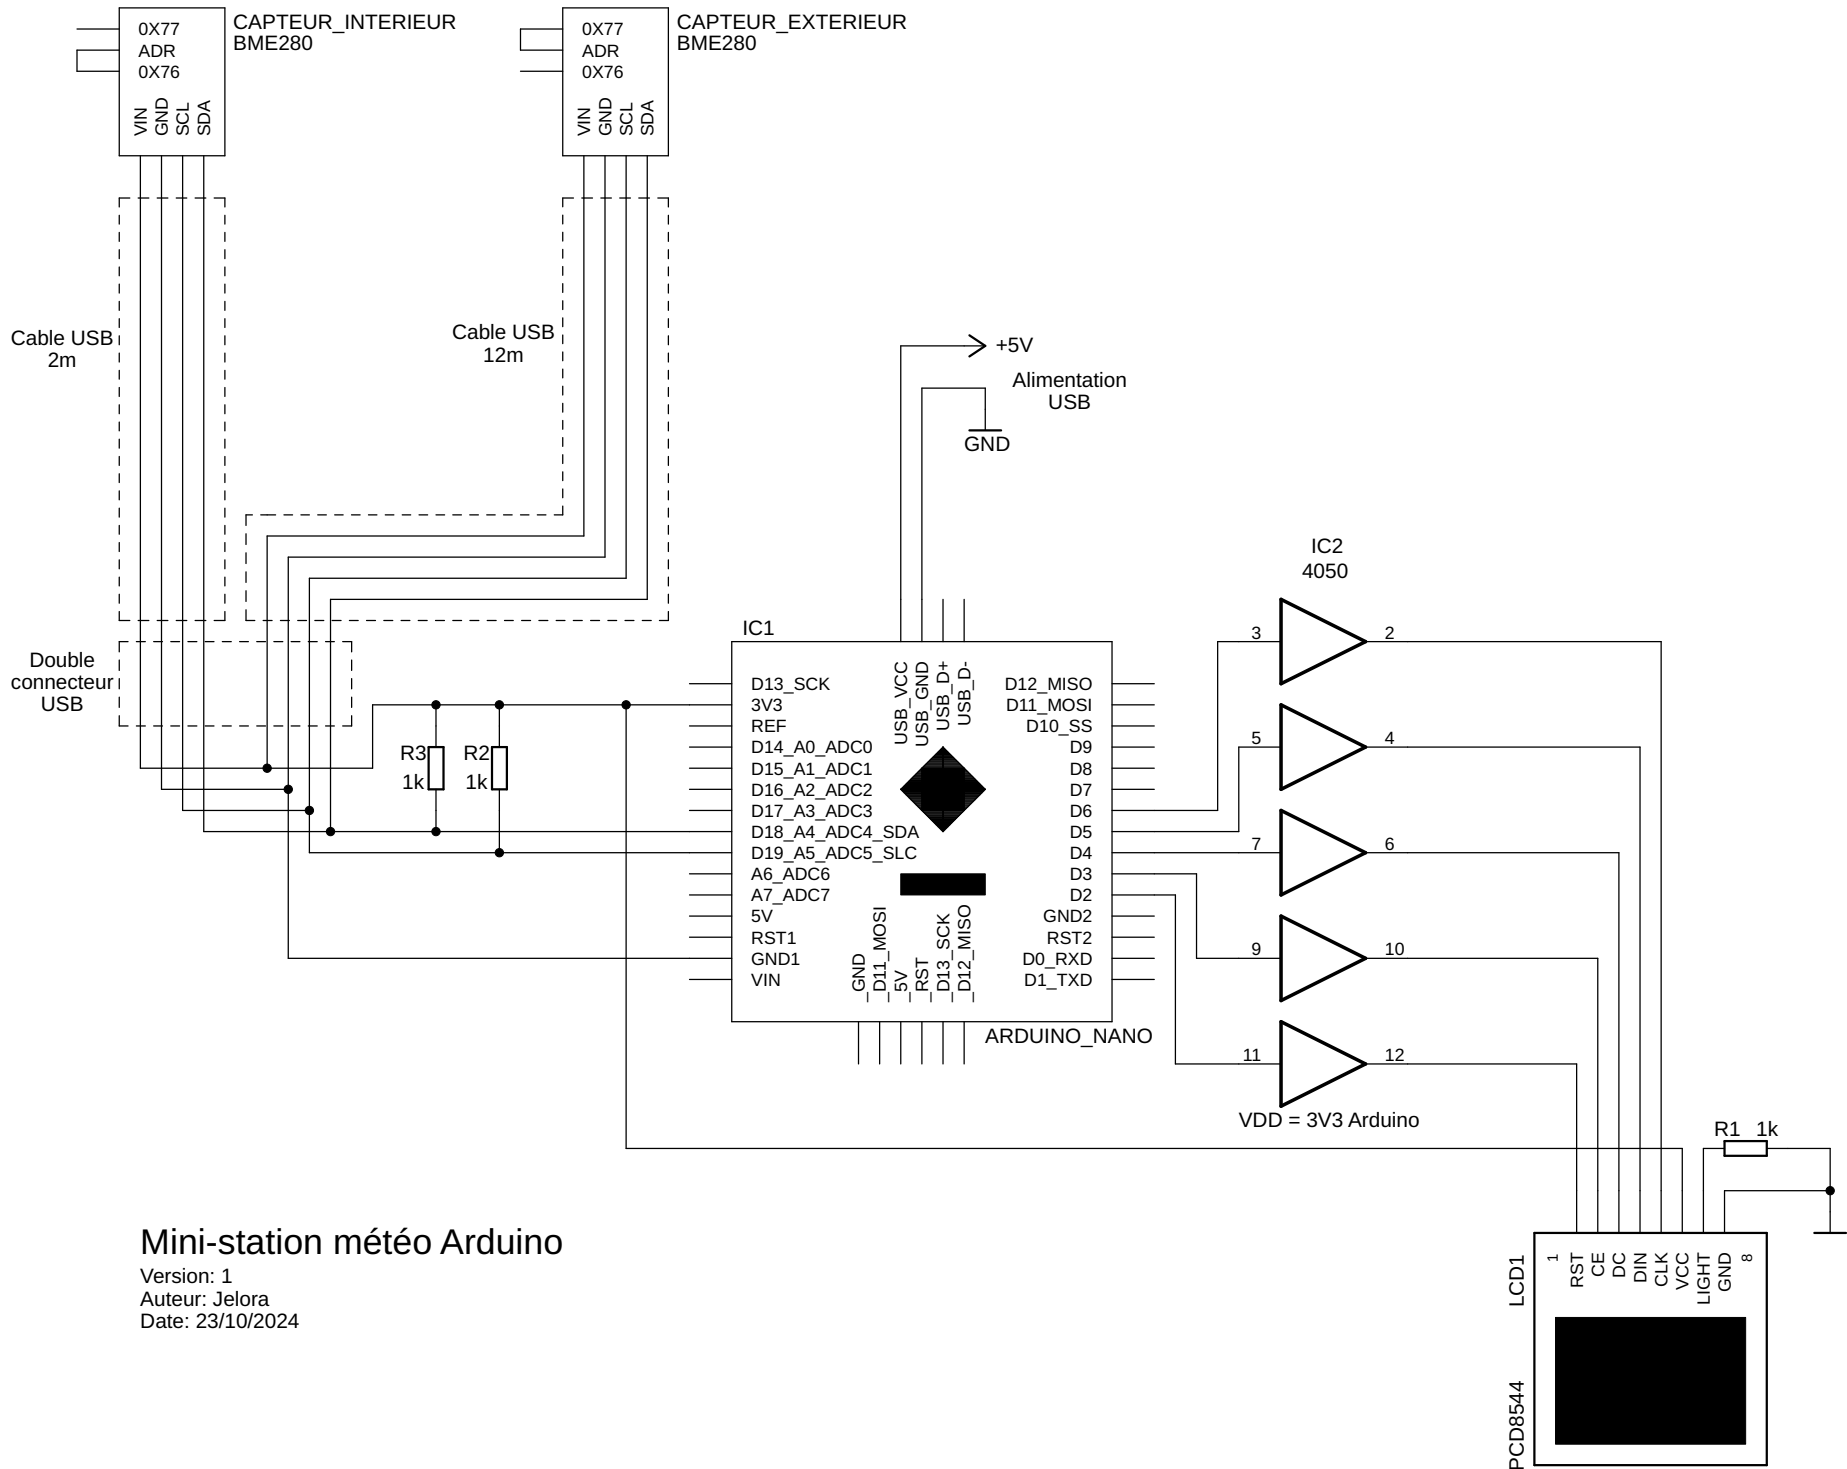 0X77
ADR
0X76
VIN
GND
SCL
SDA
CAPTEUR_INTERIEUR
BME280
0X77
ADR
0X76
VIN
GND
SCL
SDA
CAPTEUR_EXTERIEUR
BME280
Cable USB
2m
Cable USB
12m
+5V
Alimentation
USB
GND
Double
connecteur
USB
R3
1k
R2
1k
IC1
USB_VCC
USB_GND
USB_D+
USB_D-
D13_SCK
3V3
REF
D14_A0_ADC0
D15_A1_ADC1
D16_A2_ADC2
D17_A3_ADC3
D18_A4_ADC4_SDA
D19_A5_ADC5_SLC
A6_ADC6
A7_ADC7
5V
RST1
GND1
VIN
D12_MISO
D11_MOSI
D10_SS
D9
D8
D7
D6
D5
D4
D3
D2
GND2
RST2
D0_RXD
D1_TXD
_GND
_D11_MOSI
_5V
_RST
_D13_SCK
_D12_MISO
ARDUINO_NANO
IC2
4050
3
2
5
4
7
6
9
10
11
12
VDD = 3V3 Arduino
R1 1k
LCD1
1
RST
CE
DC
DIN
CLK
VCC
LIGHT
GND
8
PCD8544
Mini-station météo Arduino
Version: 1
Auteur: Jelora
Date: 23/10/2024